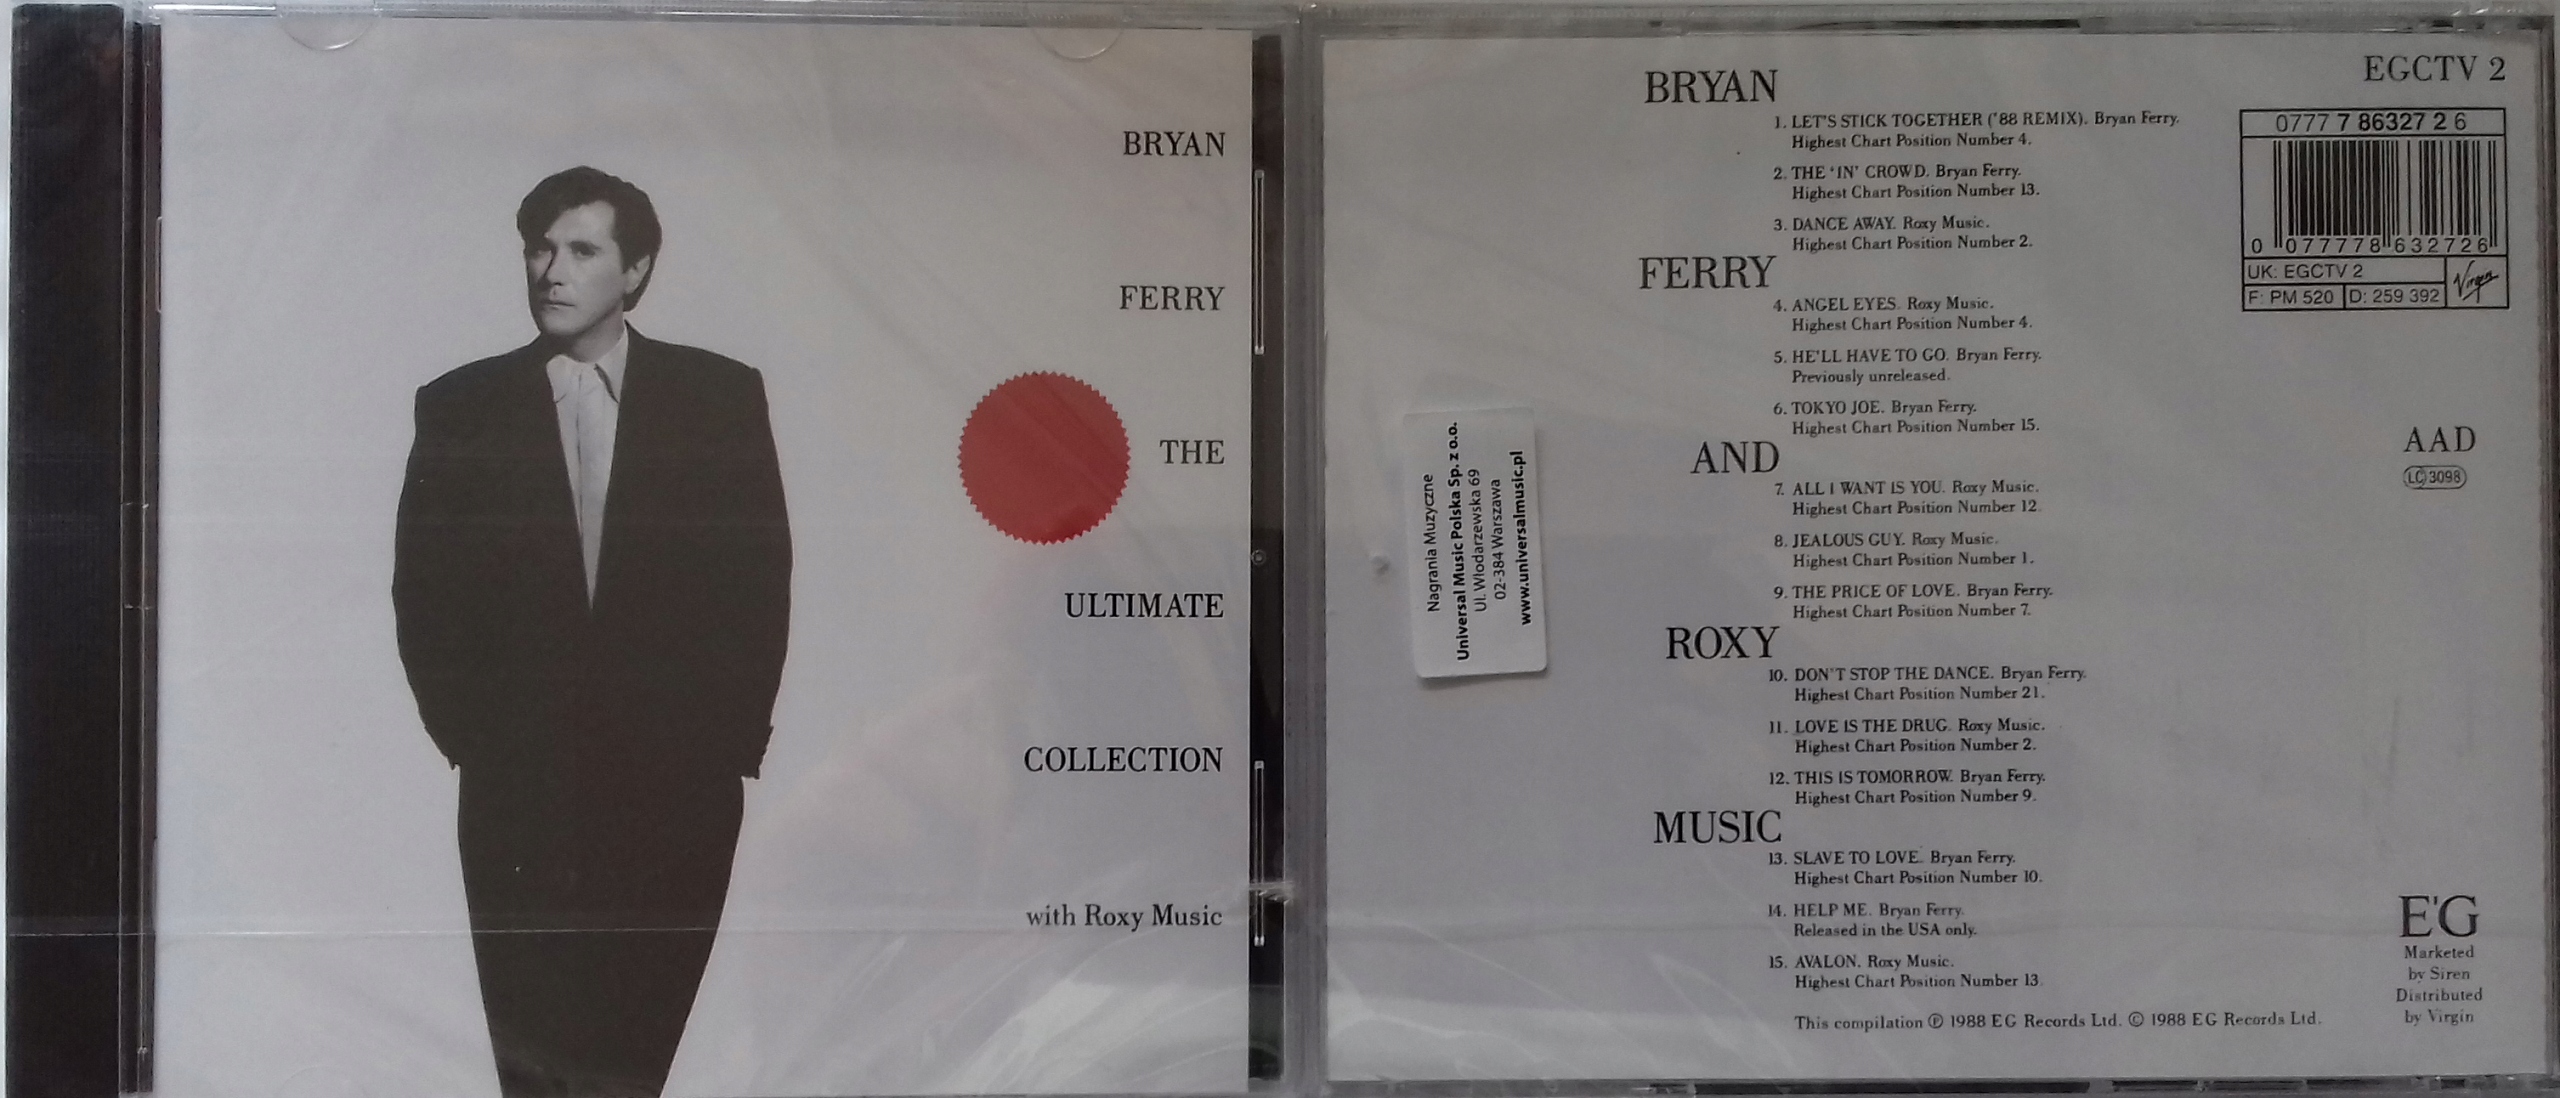 BRYAN
FERRY
THE
ULTIMATE
COLLECTION
with Roxy Music
BRYAN
1. LET'S STICK TOGETHER ('88 REMIX). Bryan Ferry.
Highest Chart Position Number 4.
2. THE 'IN' CROWD. Bryan Ferry.
Highest Chart Position Number 13.
3. DANCE AWAY. Roxy Music.
Highest Chart Position Number 2.
FERRY
4. ANGEL EYES. Roxy Music.
Highest Chart Position Number 4.
5. HE'LL HAVE TO GO. Bryan Ferry.
Previously unreleased.
6. TOKYO JOE. Bryan Ferry.
Highest Chart Position Number 15.
AND
7. ALL I WANT IS YOU. Roxy Music.
Highest Chart Position Number 12.
8. JEALOUS GUY. Roxy Music.
Highest Chart Position Number 1.
9. THE PRICE OF LOVE. Bryan Ferry.
Highest Chart Position Number 7.
ROXY
10. DON'T STOP THE DANCE. Bryan Ferry.
Highest Chart Position Number 21.
11. LOVE IS THE DRUG. Roxy Music.
Highest Chart Position Number 2.
12. THIS IS TOMORROW. Bryan Ferry.
Highest Chart Position Number 9.
MUSIC
13. SLAVE TO LOVE. Bryan Ferry.
Highest Chart Position Number 10.
14. HELP ME. Bryan Ferry.
Released in the USA only.
15. AVALON. Roxy Music.
Highest Chart Position Number 13.
This compilation ℗ 1988 EG Records Ltd. © 1988 EG Records Ltd.
Nagrania Muzyczne
Universal Music Polska Sp. z o.o.
Ul. Włodarzewska 69
02-384 Warszawa
www.universalmusic.pl
EGCTV 2
0777 7 86327 2 6
0 077778 632726
UK: EGCTV 2
F: PM 520 D: 259 392
Virgin
AAD
LC 3098
E'G
Marketed
by Siren
Distributed
by Virgin